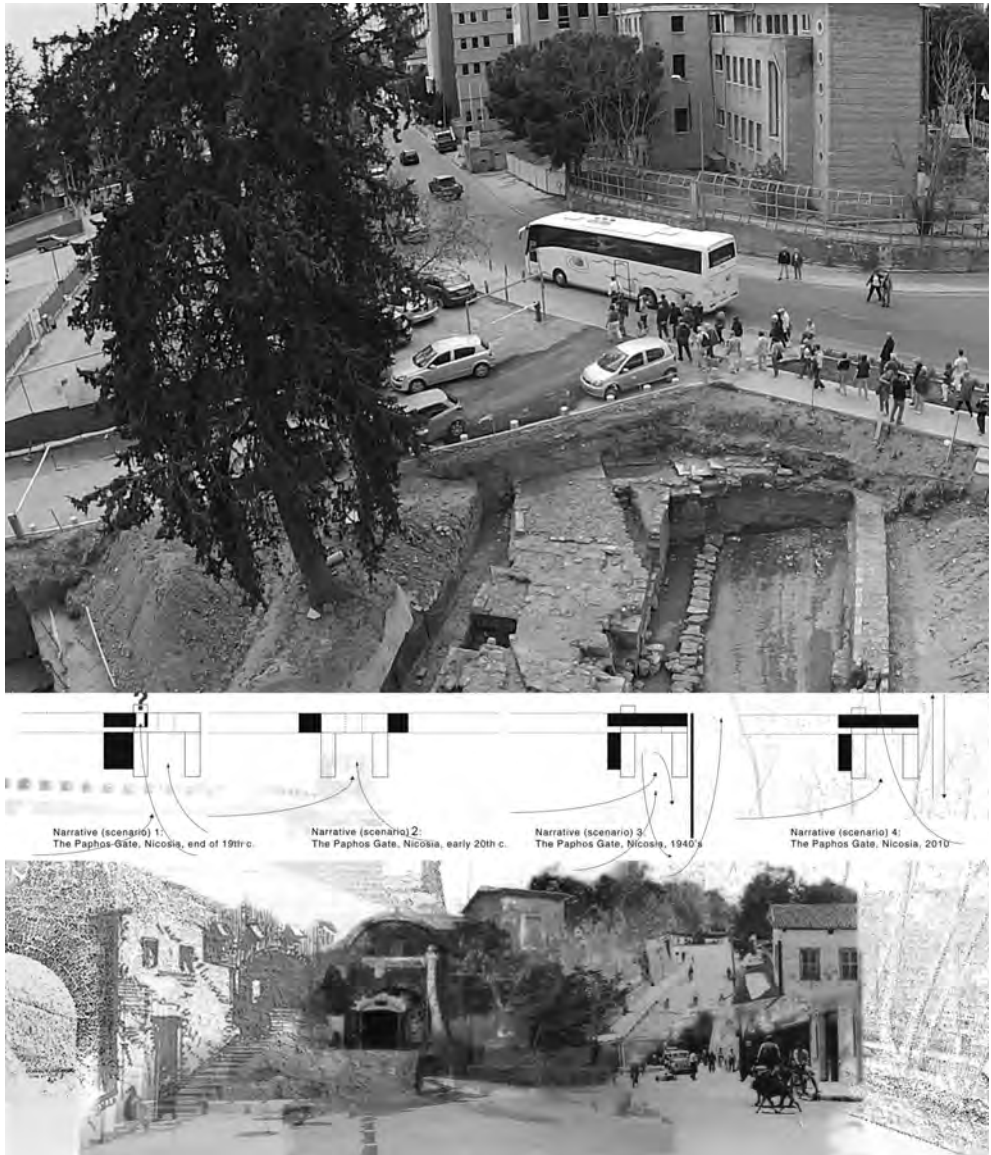 ?
Narrative (scenario) 1:
The Paphos Gate, Nicosia, end of 19th c.
Narrative (scenario) 2:
The Paphos Gate, Nicosia, early 20th c.
Narrative (scenario) 3:
The Paphos Gate, Nicosia, 1940's
Narrative (scenario) 4:
The Paphos Gate, Nicosia, 2010